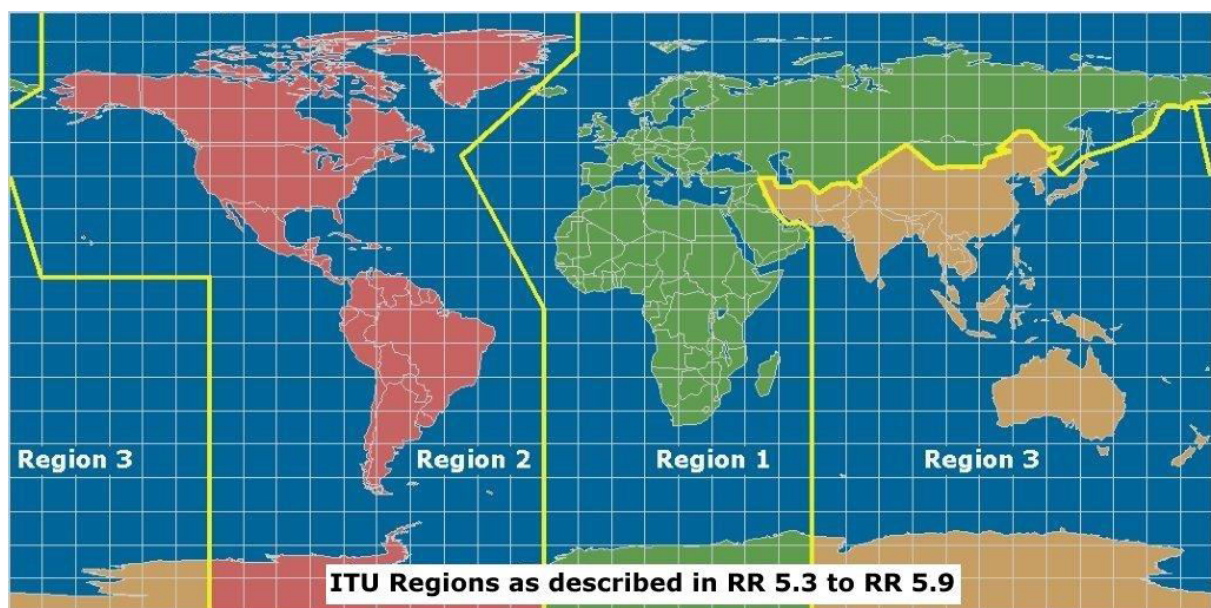 Region 3
Region 2
Region 1
Region 3
ITU Regions as described in RR 5.3 to RR 5.9